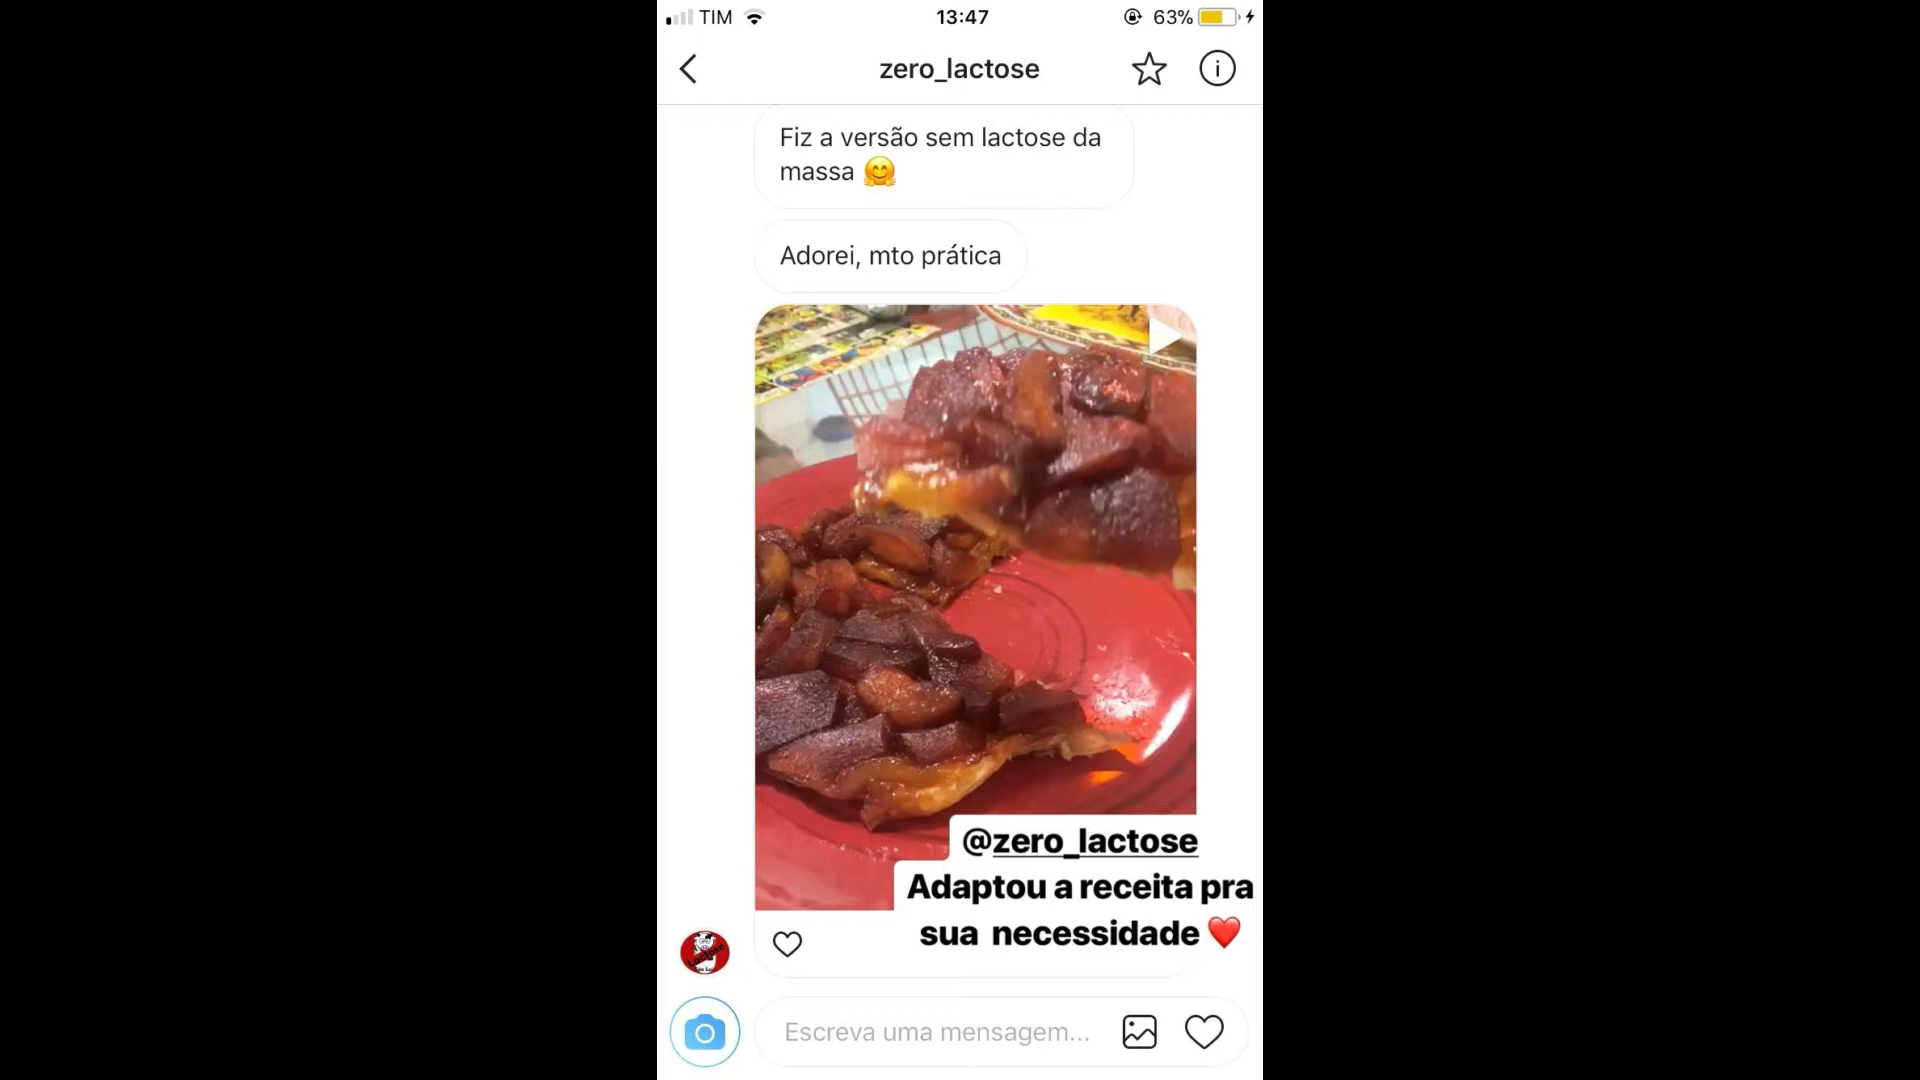 TIM 13:47 63%
zero_lactose
Fiz a versão sem lactose da
massa 🤗
Adorei, mto prática
@zero_lactose
Adaptou a receita pra
sua necessidade ❤️
Lactose
Escreva uma mensagem...